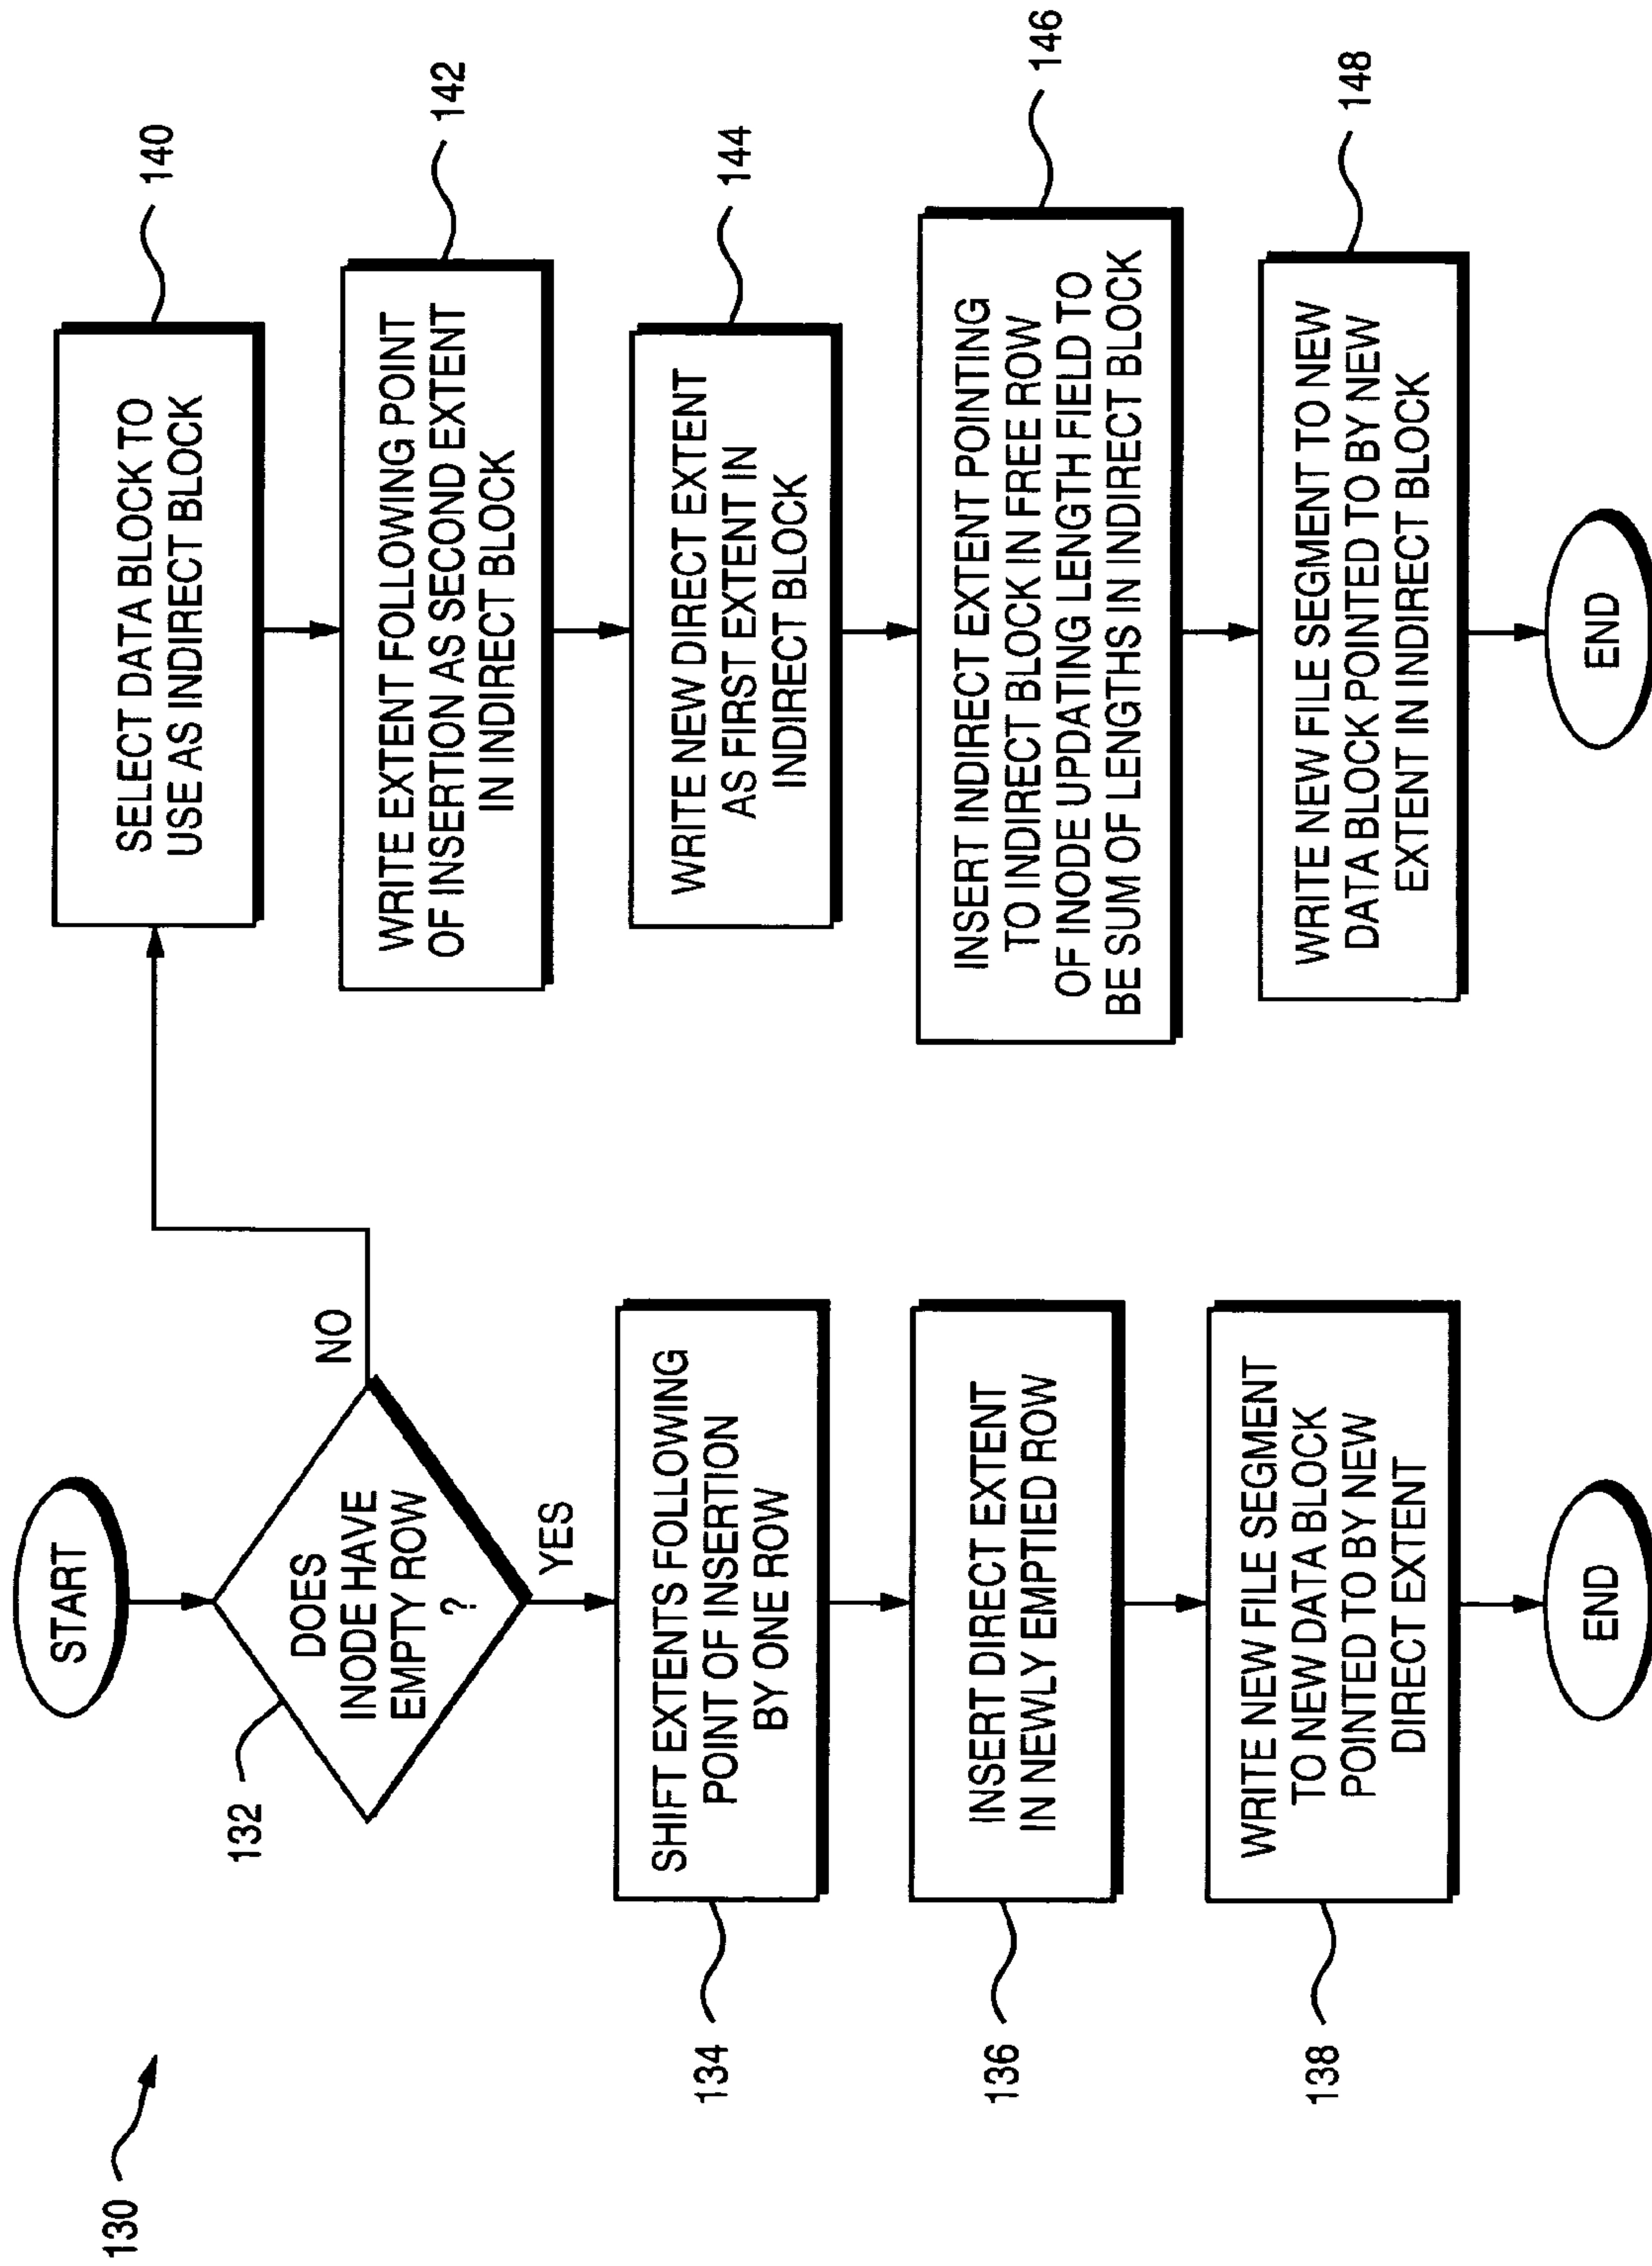 130
START
132
DOES
INODE HAVE
EMPTY ROW
?
NO
YES
134
SHIFT EXTENTS FOLLOWING
POINT OF INSERTION
BY ONE ROW
136
INSERT DIRECT EXTENT
IN NEWLY EMPTIED ROW
138
WRITE NEW FILE SEGMENT
TO NEW DATA BLOCK
POINTED TO BY NEW
DIRECT EXTENT
END
140
SELECT DATA BLOCK TO
USE AS INDIRECT BLOCK
142
WRITE EXTENT FOLLOWING POINT
OF INSERTION AS SECOND EXTENT
IN INDIRECT BLOCK
144
WRITE NEW DIRECT EXTENT
AS FIRST EXTENT IN
INDIRECT BLOCK
146
INSERT INDIRECT EXTENT POINTING
TO INDIRECT BLOCK IN FREE ROW
OF INODE UPDATING LENGTH FIELD TO
BE SUM OF LENGTHS IN INDIRECT BLOCK
148
WRITE NEW FILE SEGMENT TO NEW
DATA BLOCK POINTED TO BY NEW
EXTENT IN INDIRECT BLOCK
END